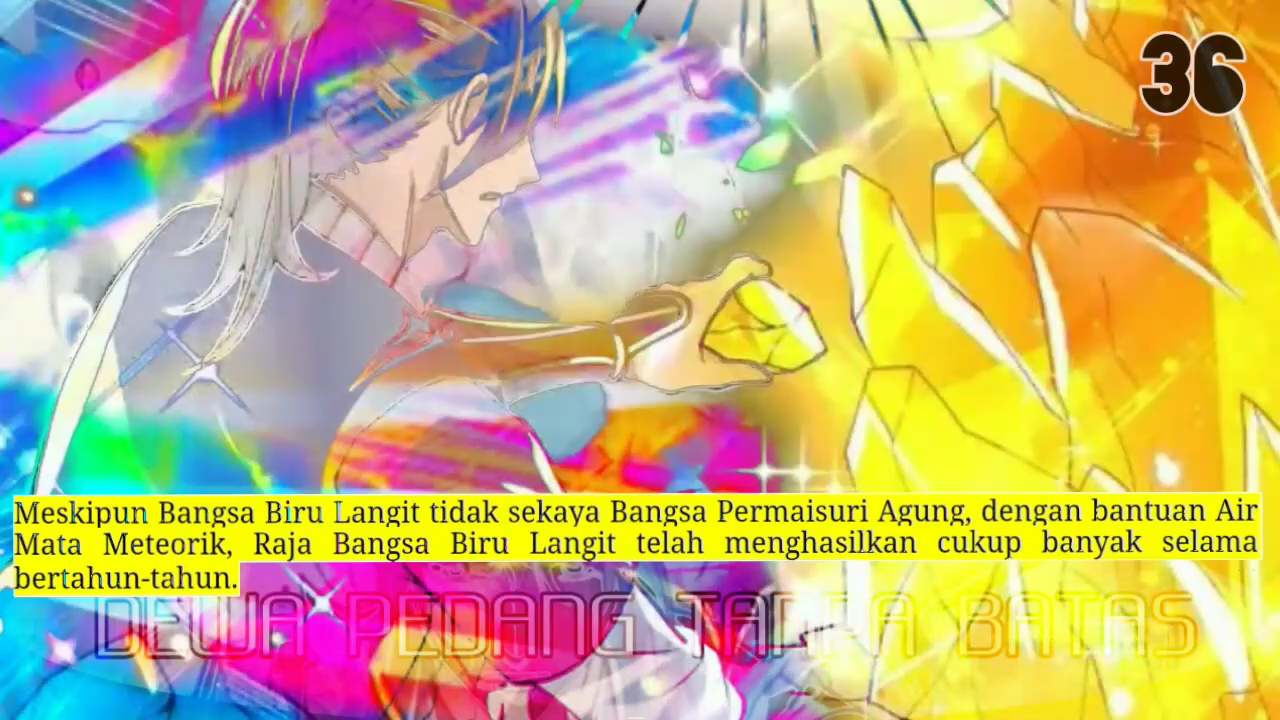 36
Meskipun Bangsa Biru Langit tidak sekaya Bangsa Permaisuri Agung, dengan bantuan Air
Mata Meteorik, Raja Bangsa Biru Langit telah menghasilkan cukup banyak selama
bertahun-tahun.
DEWA PEDANG TANPA BATAS